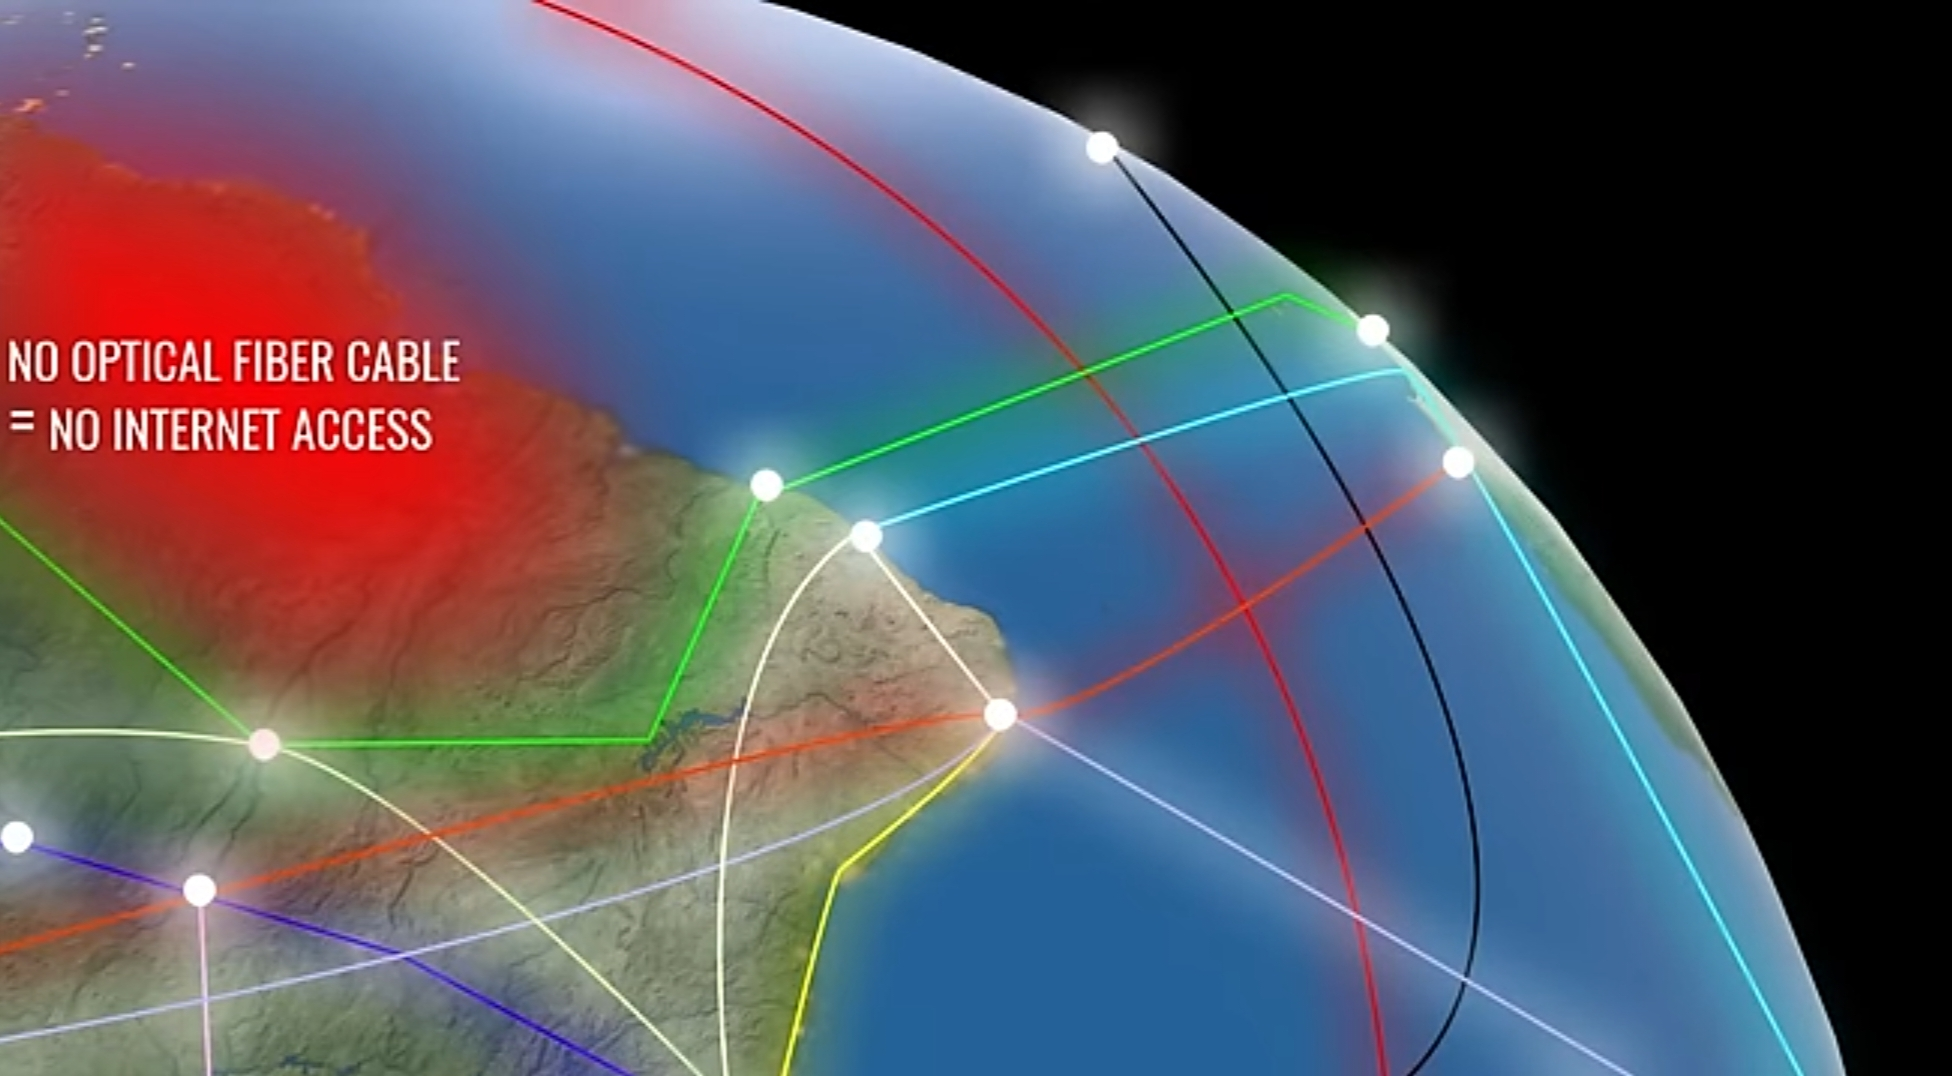 NO OPTICAL FIBER CABLE
= NO INTERNET ACCESS